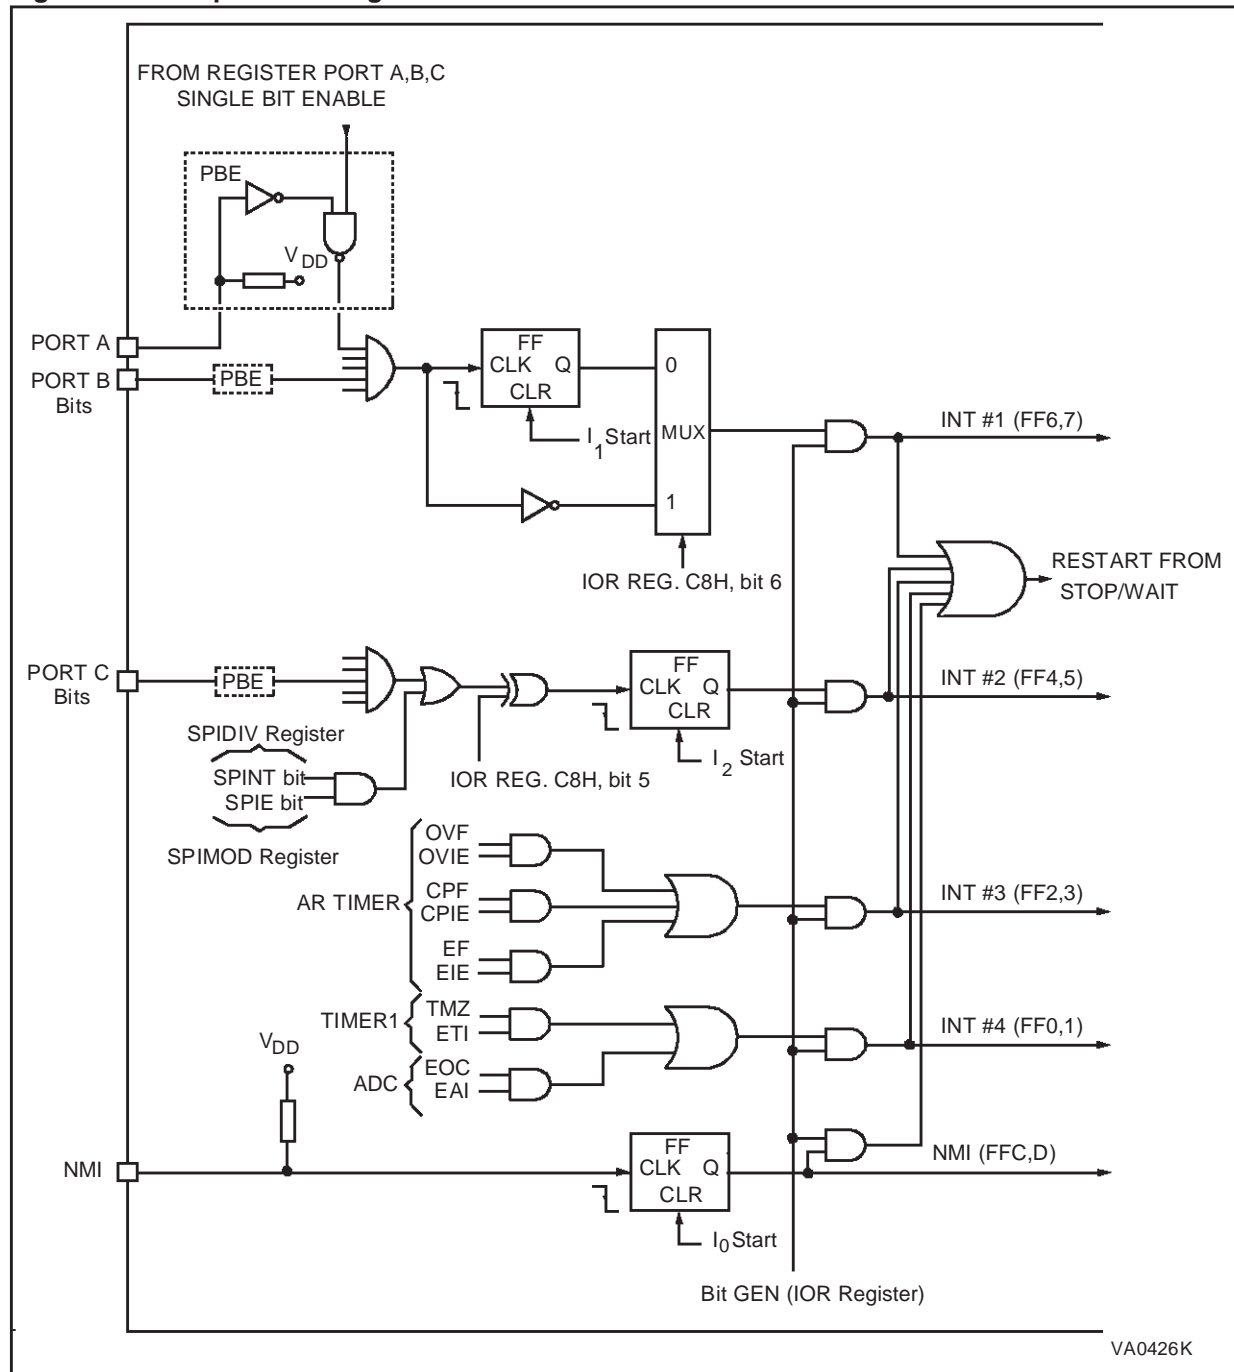 FROM REGISTER PORT A,B,C
SINGLE BIT ENABLE
PBE
VDD
PORT A
PORT B
Bits
PBE
FF
CLK Q
CLR
I1 Start
0
MUX
1
IOR REG. C8H, bit 6
INT #1 (FF6,7)
RESTART FROM
STOP/WAIT
PORT C
Bits
PBE
FF
CLK Q
CLR
I2 Start
INT #2 (FF4,5)
SPIDIV Register
SPINT bit
SPIE bit
SPIMOD Register
IOR REG. C8H, bit 5
AR TIMER
OVF
OVIE
CPF
CPIE
EF
EIE
INT #3 (FF2,3)
TIMER1
TMZ
ETI
ADC
EOC
EAI
INT #4 (FF0,1)
VDD
NMI
FF
CLK Q
CLR
I0 Start
NMI (FFC,D)
Bit GEN (IOR Register)
VA0426K